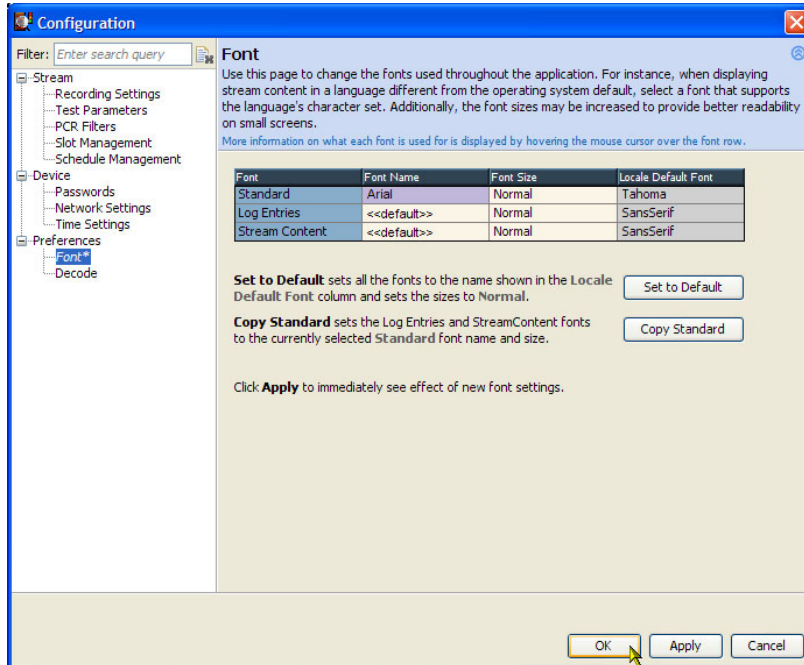 Configuration
Filter: Enter search query
Stream
Recording Settings
Test Parameters
PCR Filters
Slot Management
Schedule Management
Device
Passwords
Network Settings
Time Settings
Preferences
Font*
Decode
Font
Use this page to change the fonts used throughout the application. For instance, when displaying
stream content in a language different from the operating system default, select a font that supports
the language's character set. Additionally, the font sizes may be increased to provide better readability
on small screens.
More information on what each font is used for is displayed by hovering the mouse cursor over the font row.
Font Font Name Font Size Locale Default Font
Standard Arial Normal Tahoma
Log Entries <<default>> Normal SansSerif
Stream Content <<default>> Normal SansSerif
Set to Default sets all the fonts to the name shown in the Locale
Default Font column and sets the sizes to Normal.
Set to Default
Copy Standard sets the Log Entries and StreamContent fonts
to the currently selected Standard font name and size.
Copy Standard
Click Apply to immediately see effect of new font settings.
OK Apply Cancel